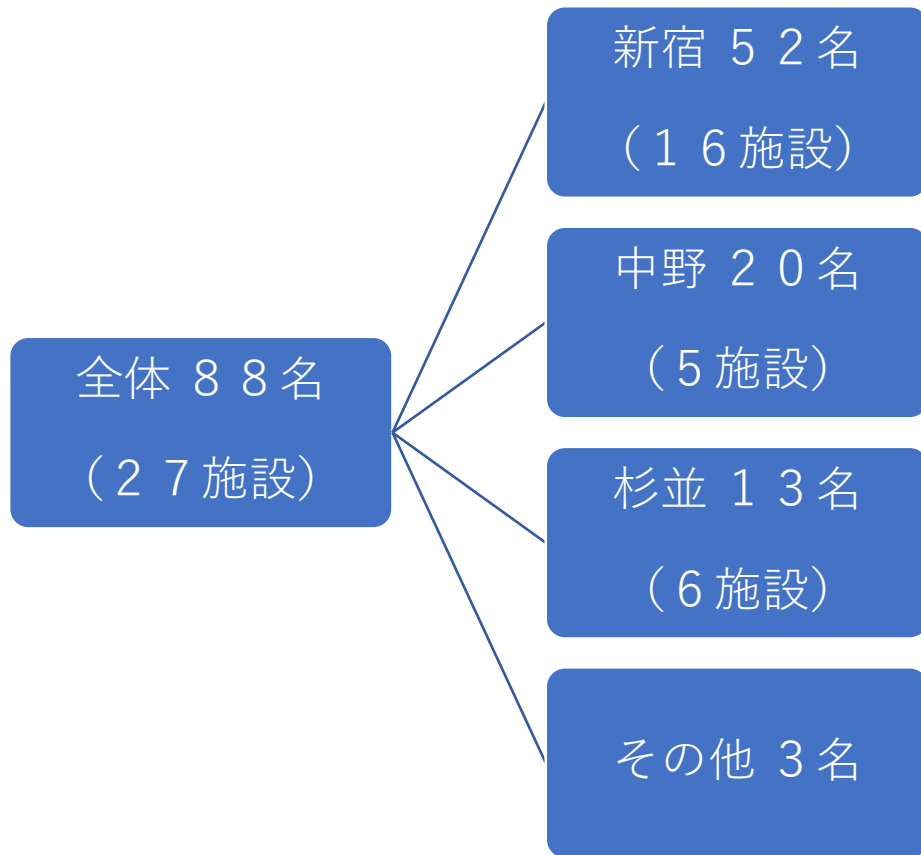 全体 ８８名
（２７施設）
新宿 ５２名
（１６施設）
中野 ２０名
（５施設）
杉並 １３名
（６施設）
その他 ３名